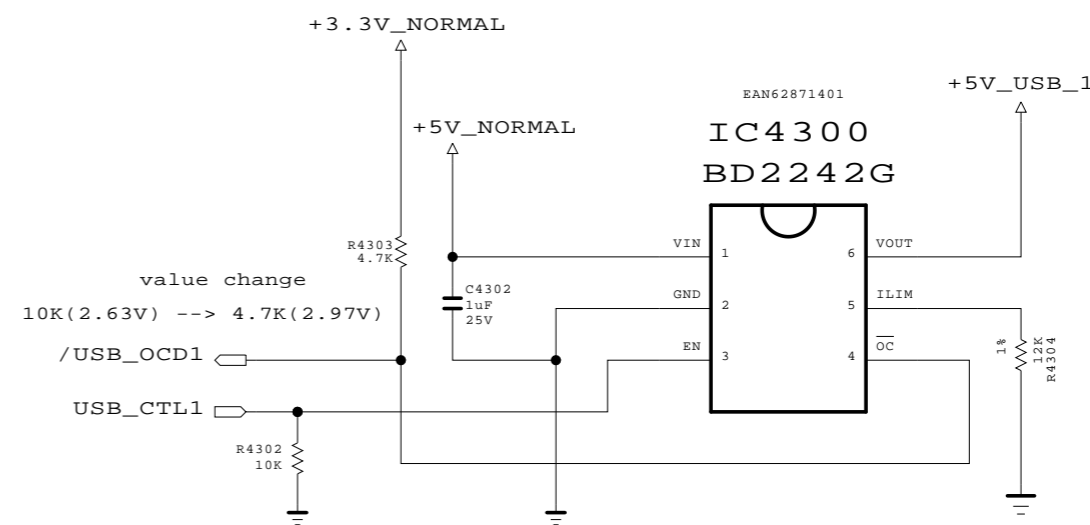 +3.3V_NORMAL
+5V_USB_1
EAN62871401
+5V_NORMAL
IC4300
BD2242G
R4303
4.7K
VIN
1
6
VOUT
value change
10K(2.63V) --> 4.7K(2.97V)
C4302
1uF
25V
GND
2
5
ILIM
/USB_OCD1
EN
3
4
OC
1%
12K
R4304
USB_CTL1
R4302
10K